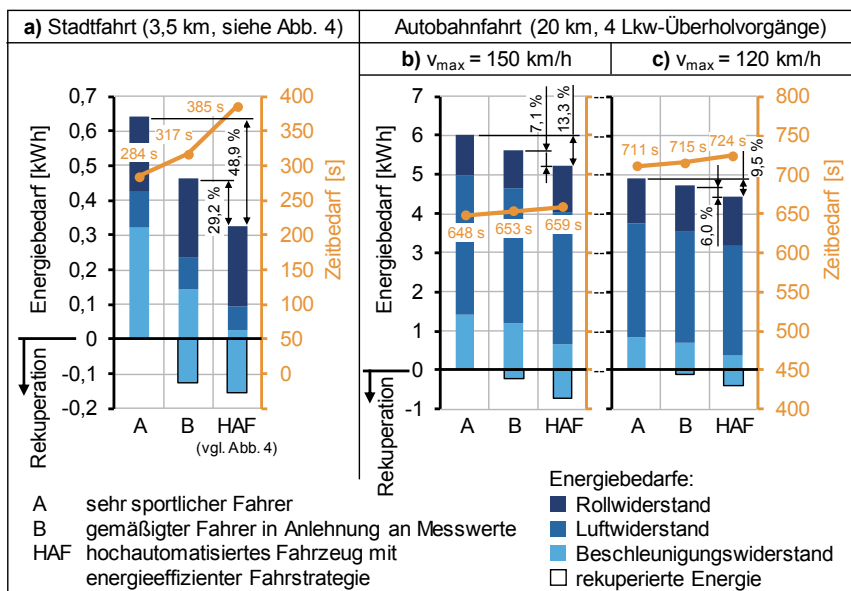 a) Stadtfahrt (3,5 km, siehe Abb. 4)
Autobahnfahrt (20 km, 4 Lkw-Überholvorgänge)
b) vmax = 150 km/h
c) vmax = 120 km/h
Energiebedarf [kWh]
0,7
0,6
0,5
0,4
0,3
0,2
0,1
0
-0,1
-0,2
Rekuperation
284 s
317 s
385 s
48,9 %
29,2 %
400
350
300
250
200
150
100
50
0
Zeitbedarf [s]
A
B
HAF
(vgl. Abb. 4)
Energiebedarf [kWh]
7
6
5
4
3
2
1
0
-1
Rekuperation
648 s
653 s
659 s
7,1 %
13,3 %
A
B
HAF
711 s
715 s
724 s
6,0 %
9,5 %
A
B
HAF
800
750
700
650
600
550
500
450
400
Zeitbedarf [s]
A sehr sportlicher Fahrer
B gemäßigter Fahrer in Anlehnung an Messwerte
HAF hochautomatisiertes Fahrzeug mit
energieeffizienter Fahrstrategie
Energiebedarfe:
Rollwiderstand
Luftwiderstand
Beschleunigungswiderstand
rekuperierte Energie